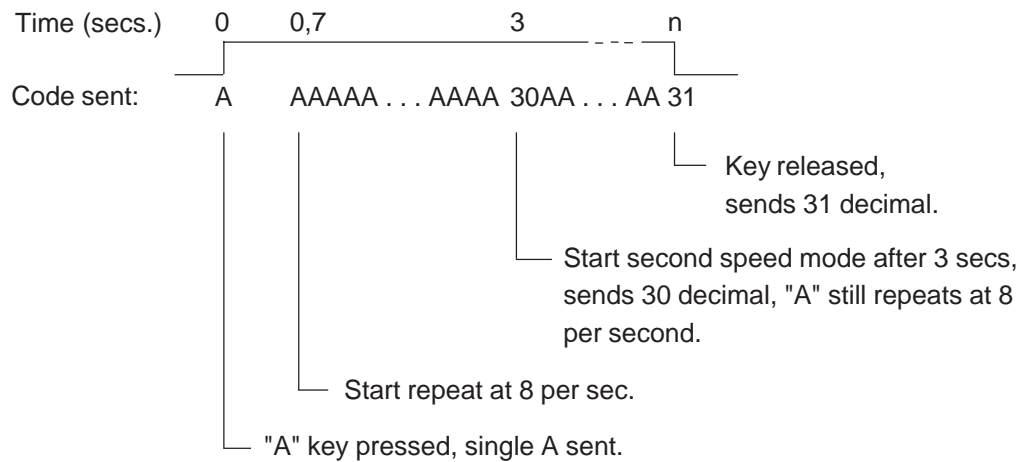 Time (secs.) 0 0,7 3 n
Code sent: A AAAAA . . . AAAA 30AA . . . AA 31
Key released,
sends 31 decimal.
Start second speed mode after 3 secs,
sends 30 decimal, "A" still repeats at 8
per second.
Start repeat at 8 per sec.
"A" key pressed, single A sent.